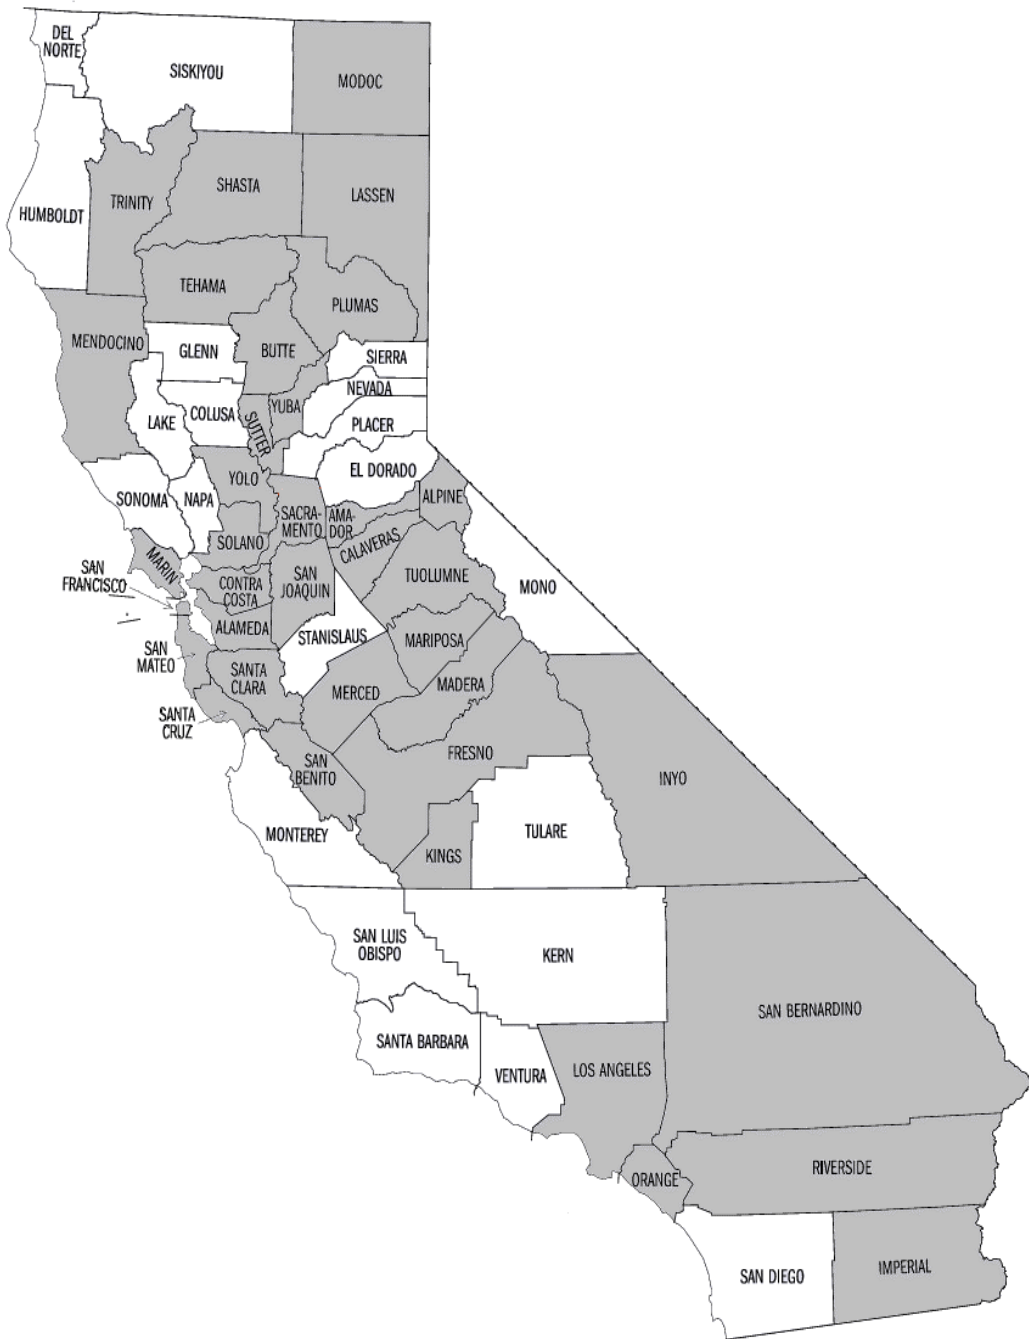 DEL
NORTE
SISKIYOU
MODOC
HUMBOLDT
TRINITY
SHASTA
LASSEN
TEHAMA
PLUMAS
MENDOCINO
GLENN
BUTTE
SIERRA
NEVADA
YUBA
LAKE
COLUSA
SUTTER
PLACER
EL DORADO
YOLO
SONOMA
NAPA
ALPINE
SACRA-
MENTO
AMA-
DOR
SOLANO
CALAVERAS
MARIN
SAN
FRANCISCO
CONTRA
COSTA
SAN
JOAQUIN
TUOLUMNE
MONO
ALAMEDA
STANISLAUS
MARIPOSA
SAN
MATEO
SANTA
CLARA
MERCED
MADERA
SANTA
CRUZ
SAN
BENITO
FRESNO
INYO
MONTEREY
TULARE
KINGS
SAN LUIS
OBISPO
KERN
SAN BERNARDINO
SANTA BARBARA
VENTURA
LOS ANGELES
ORANGE
RIVERSIDE
SAN DIEGO
IMPERIAL